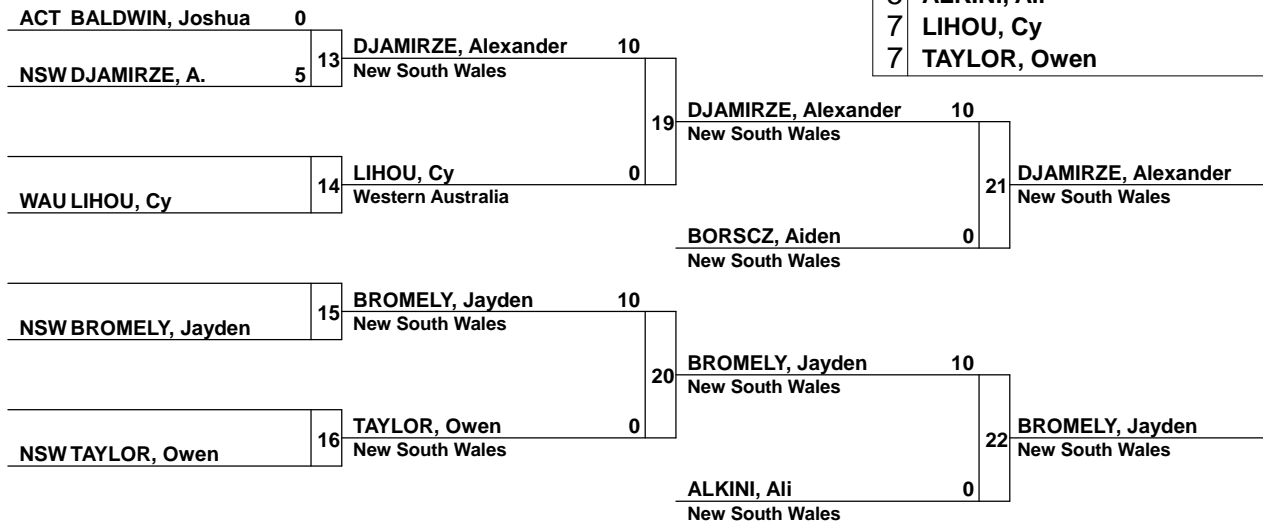 5 ALKINI, Ali
7 LIHOU, Cy
7 TAYLOR, Owen
ACT BALDWIN, Joshua 0
NSW DJAMIRZE, A. 5
13
DJAMIRZE, Alexander 10
New South Wales
WAU LIHOU, Cy
14
LIHOU, Cy 0
Western Australia
19
DJAMIRZE, Alexander 10
New South Wales
BORSCZ, Aiden 0
New South Wales
21
DJAMIRZE, Alexander
New South Wales
NSW BROMELY, Jayden
15
BROMELY, Jayden 10
New South Wales
NSW TAYLOR, Owen
16
TAYLOR, Owen 0
New South Wales
20
BROMELY, Jayden 10
New South Wales
ALKINI, Ali 0
New South Wales
22
BROMELY, Jayden
New South Wales